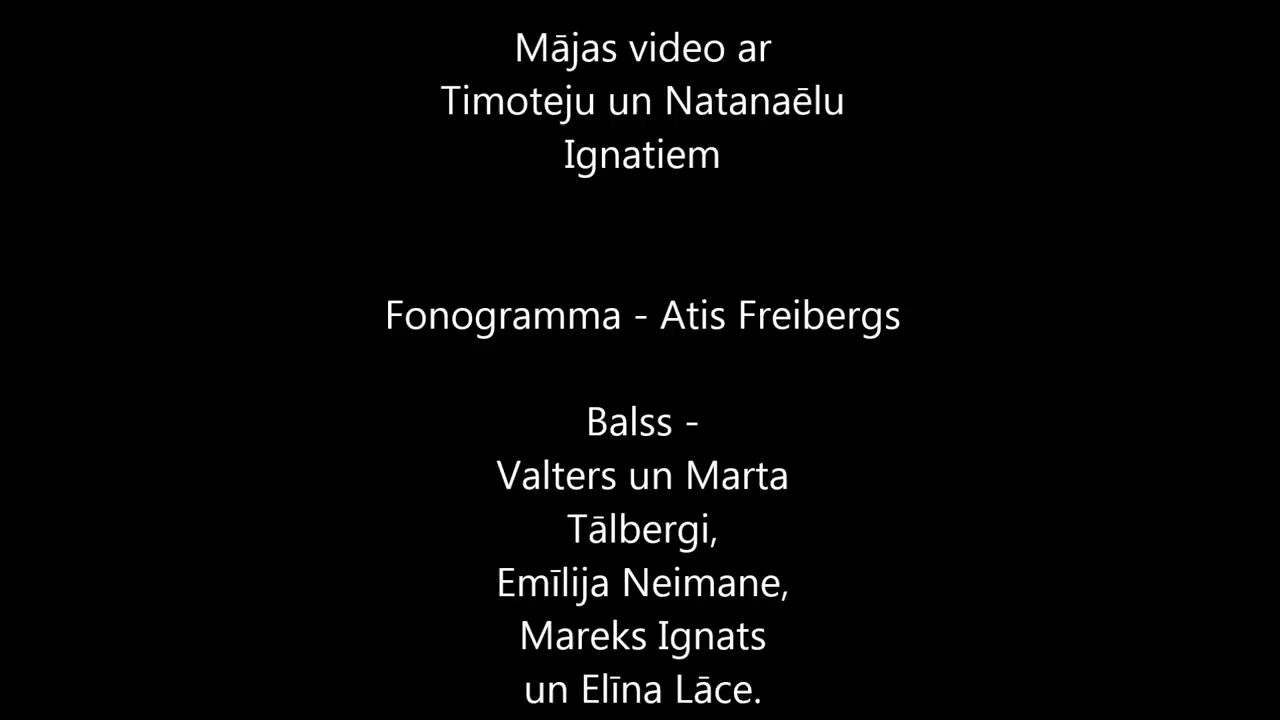 Mājas video ar
Timoteju un Natanaēlu
Ignatiem
Fonogramma - Atis Freibergs
Balss -
Valters un Marta
Tālbergi,
Emīlija Neimane,
Mareks Ignats
un Elīna Lāce.